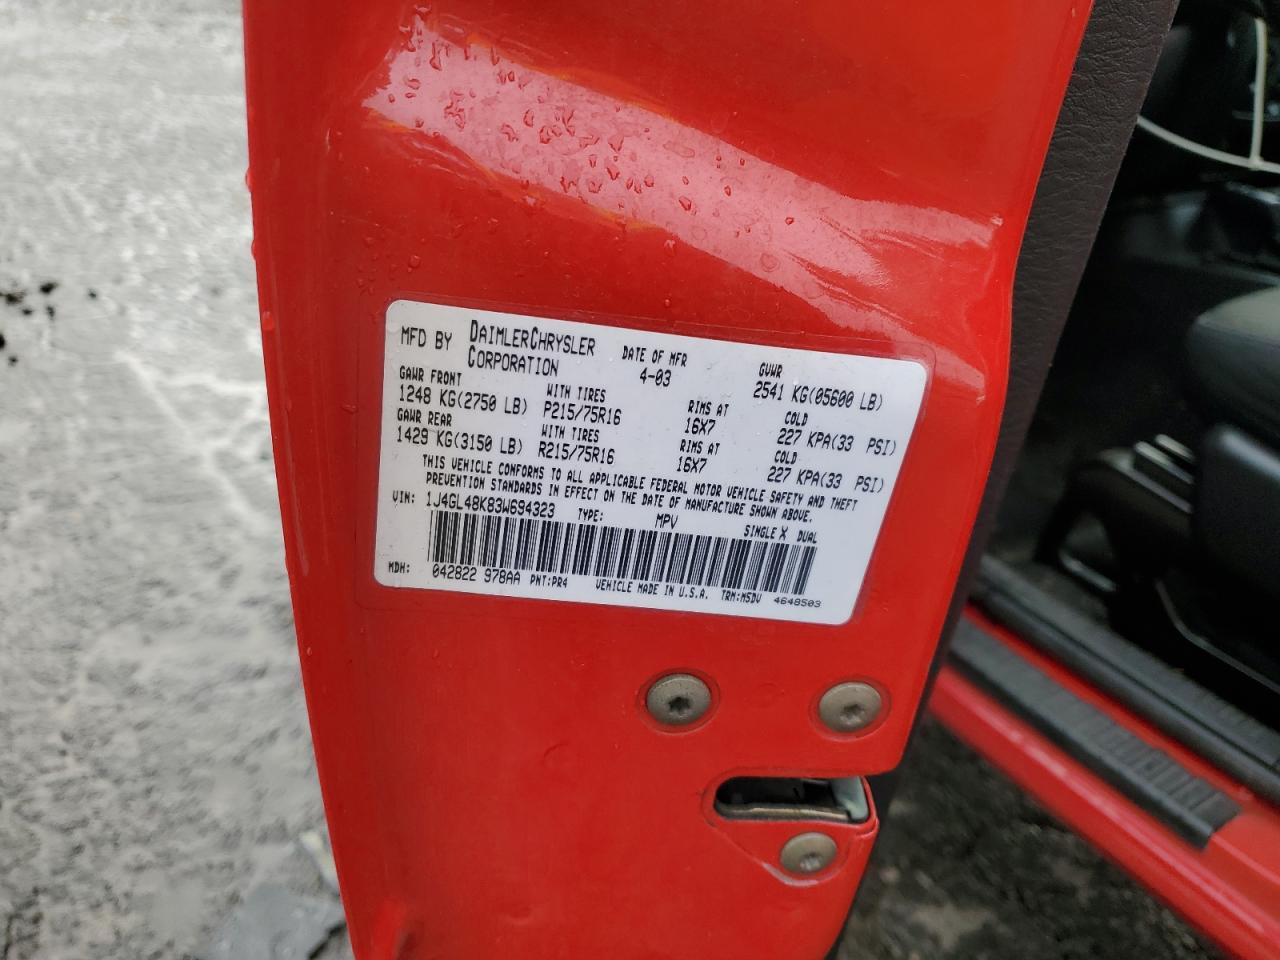 MFD BY DAIMLERCHRYSLER CORPORATION DATE OF MFR 4-03 GVWR 2541 KG(05600 LB)
GAWR FRONT WITH TIRES RIMS AT COLD
1248 KG(2750 LB) P215/75R16 16X7 227 KPA(33 PSI)
GAWR REAR WITH TIRES RIMS AT COLD
1429 KG(3150 LB) R215/75R16 16X7 227 KPA(33 PSI)
THIS VEHICLE CONFORMS TO ALL APPLICABLE FEDERAL MOTOR VEHICLE SAFETY AND THEFT
PREVENTION STANDARDS IN EFFECT ON THE DATE OF MANUFACTURE SHOWN ABOVE.
VIN: 1J4GL48K83W694323 TYPE: MPV SINGLE X DUAL
MDH: 042822 978AA PNT:PR4 VEHICLE MADE IN U.S.A. TRM:M5DV 4648503